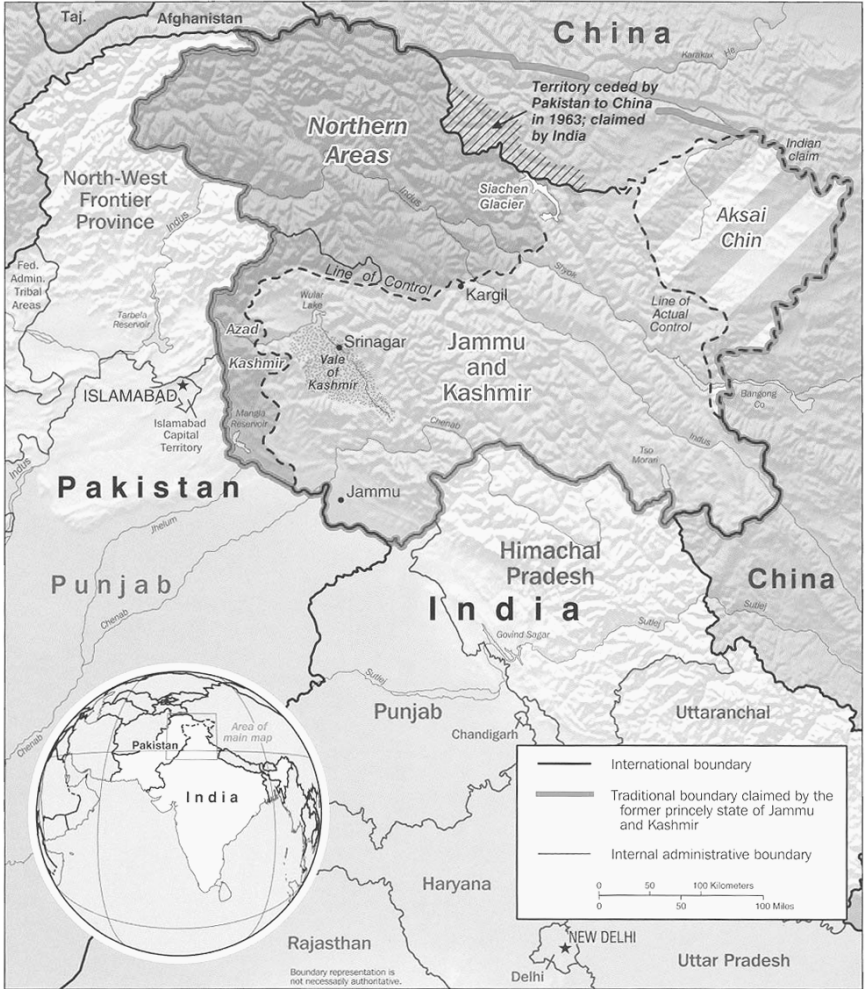 Taj.
Afghanistan
China
Karakax He
Territory ceded by
Pakistan to China
in 1963; claimed
by India
Northern
Areas
Indian
claim
North-West
Frontier
Province
Indus
Indus
Siachen
Glacier
Aksai
Chin
Fed.
Admin.
Tribal
Areas
Line of Control
Shyok
Kargil
Wular
Lake
Line of
Actual
Control
Tarbela
Reservoir
Azad
Kashmir
Srinagar
Vale
of
Kashmir
Jammu
and
Kashmir
ISLAMABAD
Islamabad
Capital
Territory
Mangla
Reservoir
Bangong
Co
Chenab
Indus
Tso
Morari
Indus
Pakistan
Jammu
Jhelum
Himachal
Pradesh
China
Punjab
India
Chenab
Sutlej
Sutlej
Govind Sagar
Sutlej
Punjab
Uttaranchal
Chandigarh
Chenab
Area of
main map
Pakistan
India
International boundary
Traditional boundary claimed by the
former princely state of Jammu
and Kashmir
Internal administrative boundary
0 50 100 Kilometers
0 50 100 Miles
Haryana
NEW DELHI
Delhi
Rajasthan
Uttar Pradesh
Boundary representation is
not necessarily authoritative.